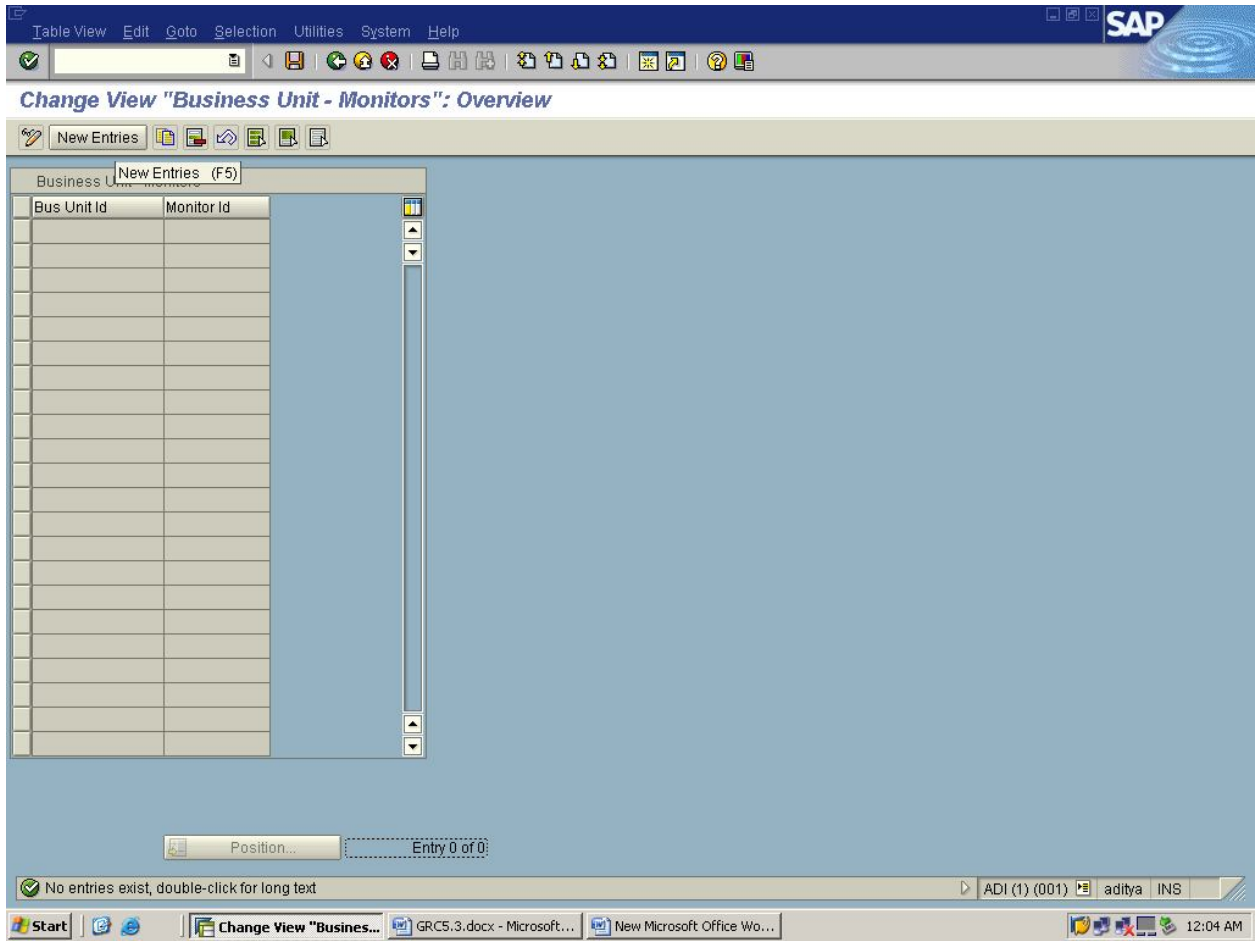 Table View Edit Goto Selection Utilities System Help
SAP
Change View "Business Unit - Monitors": Overview
New Entries
New Entries (F5)
Business Unit - Monitors
Bus Unit Id Monitor Id
Position... Entry 0 of 0
No entries exist, double-click for long text ADI (1) (001) aditya INS
Start Change View "Busines... GRC5.3.docx - Microsoft... New Microsoft Office Wo... 12:04 AM